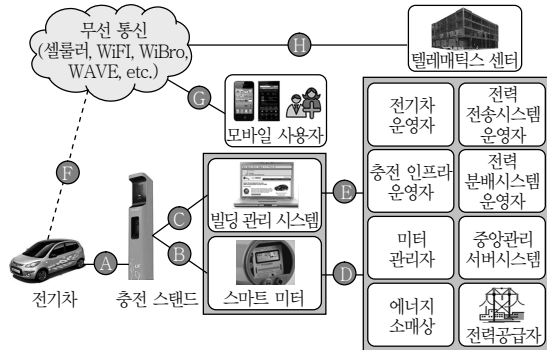 무선 통신
(셀룰러, WiFI, WiBro,
WAVE, etc.)
H
텔레매틱스 센터
G
모바일 사용자
F
전기차
운영자
전력
전송시스템
운영자
C
빌딩 관리 시스템
E
충전 인프라
운영자
전력
분배시스템
운영자
A
B
스마트 미터
D
미터
관리자
중앙관리
서버시스템
전기차
충전 스탠드
에너지
소매상
전력공급자